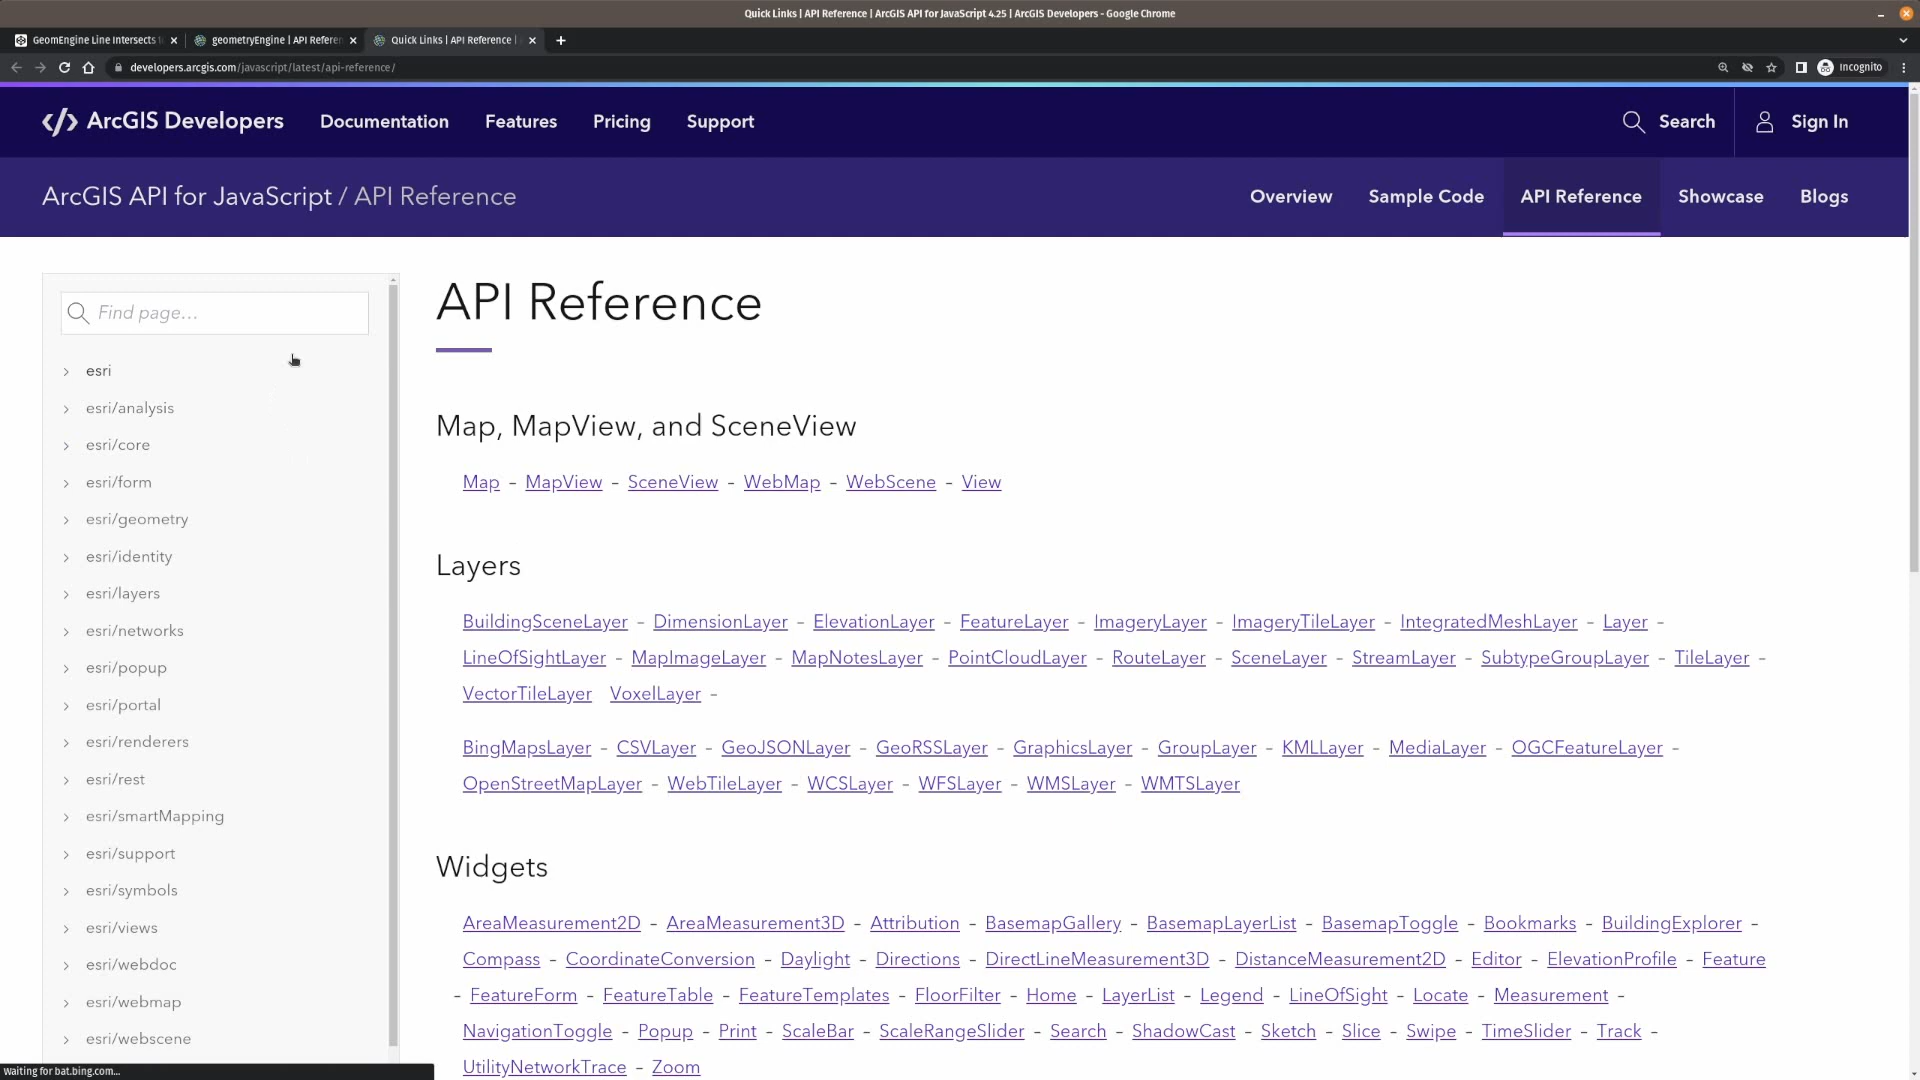 Quick Links | API Reference | ArcGIS API for JavaScript 4.25 | ArcGIS Developers - Google Chrome
GeomEngine Line Intersects
geometryEngine | API Referen
Quick Links | API Reference |
developers.arcgis.com/javascript/latest/api-reference/
Incognito
ArcGIS Developers
Documentation
Features
Pricing
Support
Search
Sign In
ArcGIS API for JavaScript / API Reference
Overview
Sample Code
API Reference
Showcase
Blogs
Find page...
esri
esri/analysis
esri/core
esri/form
esri/geometry
esri/identity
esri/layers
esri/networks
esri/popup
esri/portal
esri/renderers
esri/rest
esri/smartMapping
esri/support
esri/symbols
esri/views
esri/webdoc
esri/webmap
esri/webscene
API Reference
Map, MapView, and SceneView
Map - MapView - SceneView - WebMap - WebScene - View
Layers
BuildingSceneLayer - DimensionLayer - ElevationLayer - FeatureLayer - ImageryLayer - ImageryTileLayer - IntegratedMeshLayer - Layer -
LineOfSightLayer - MapImageLayer - MapNotesLayer - PointCloudLayer - RouteLayer - SceneLayer - StreamLayer - SubtypeGroupLayer - TileLayer -
VectorTileLayer VoxelLayer -
BingMapsLayer - CSVLayer - GeoJSONLayer - GeoRSSLayer - GraphicsLayer - GroupLayer - KMLLayer - MediaLayer - OGCFeatureLayer -
OpenStreetMapLayer - WebTileLayer - WCSLayer - WFSLayer - WMSLayer - WMTSLayer
Widgets
AreaMeasurement2D - AreaMeasurement3D - Attribution - BasemapGallery - BasemapLayerList - BasemapToggle - Bookmarks - BuildingExplorer -
Compass - CoordinateConversion - Daylight - Directions - DirectLineMeasurement3D - DistanceMeasurement2D - Editor - ElevationProfile - Feature
- FeatureForm - FeatureTable - FeatureTemplates - FloorFilter - Home - LayerList - Legend - LineOfSight - Locate - Measurement -
NavigationToggle - Popup - Print - ScaleBar - ScaleRangeSlider - Search - ShadowCast - Sketch - Slice - Swipe - TimeSlider - Track -
UtilityNetworkTrace - Zoom
Waiting for bat.bing.com...